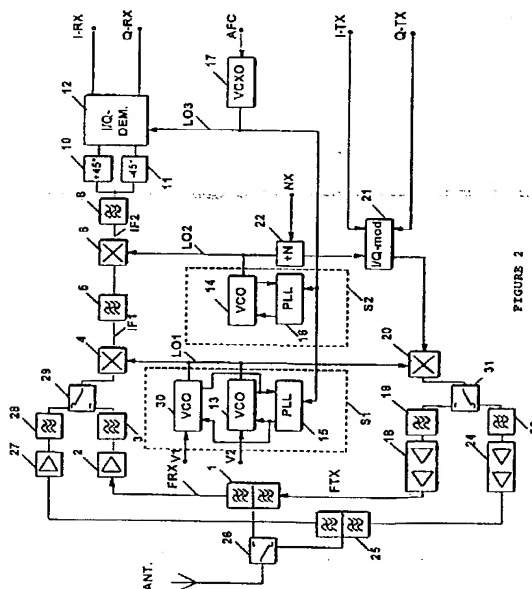 ANT.
26
27
28
29
2
3
4
IF1
6
6
IF2
8
10
+45°
11
-45°
12
I/Q-
DEM.
I-RX
Q-RX
1
FRX
FTX
25
V1
V2
30
VCO
13
VCO
15
PLL
S1
LO1
14
VCO
16
PLL
S2
LO2
22
÷N
NX
LO3
17
VCXO
AFC
18
19
24
31
20
21
I/Q-mod
I-TX
Q-TX
FIGURE 2